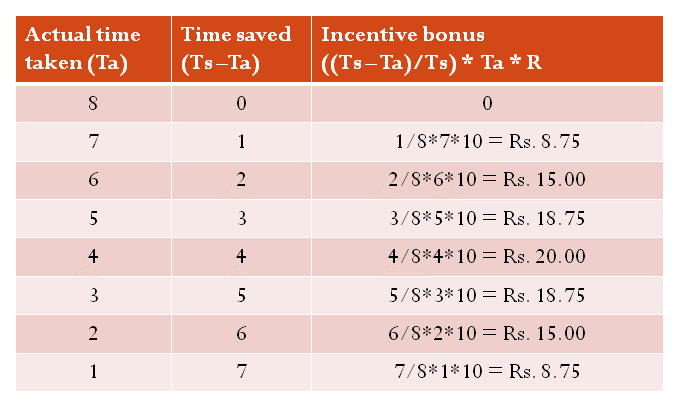 Actual time taken (Ta) Time saved (Ts–Ta) Incentive bonus ((Ts–Ta)/Ts) * Ta * R
8 0 0
7 1 1/8*7*10 = Rs. 8.75
6 2 2/8*6*10 = Rs. 15.00
5 3 3/8*5*10 = Rs. 18.75
4 4 4/8*4*10 = Rs. 20.00
3 5 5/8*3*10 = Rs. 18.75
2 6 6/8*2*10 = Rs. 15.00
1 7 7/8*1*10 = Rs. 8.75